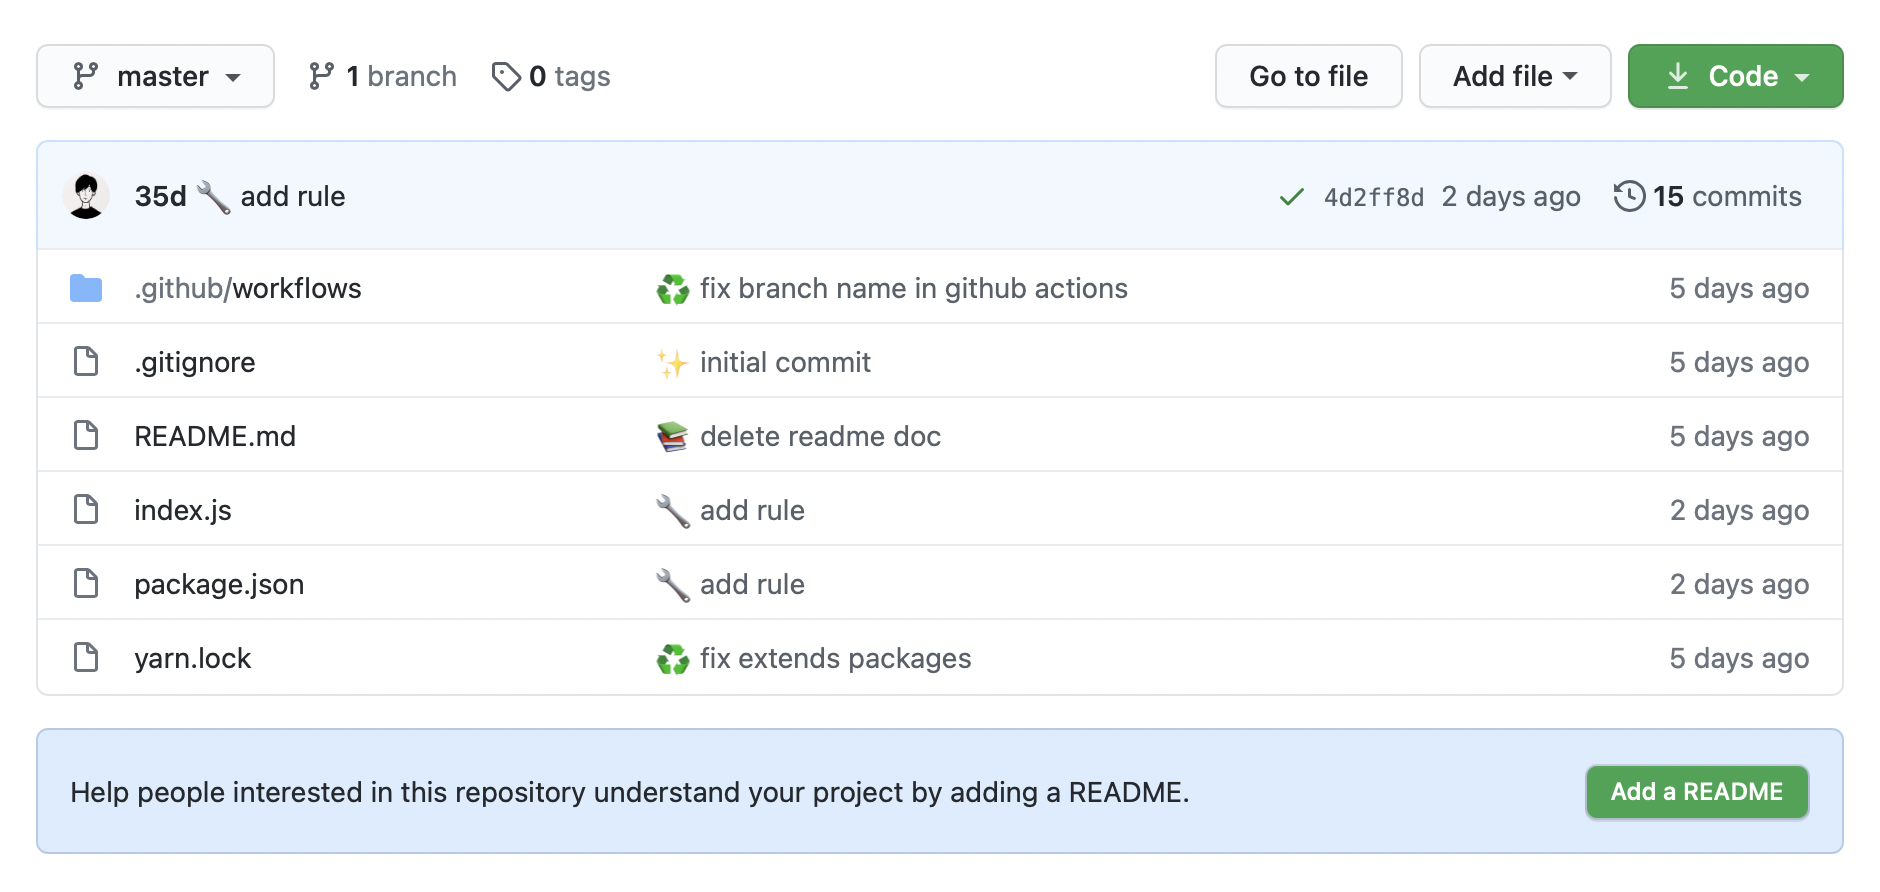 master 1 branch 0 tags Go to file Add file Code
35d 🔧 add rule 4d2ff8d 2 days ago 15 commits
.github/workflows ♻️ fix branch name in github actions 5 days ago
.gitignore ✨ initial commit 5 days ago
README.md 📚 delete readme doc 5 days ago
index.js 🔧 add rule 2 days ago
package.json 🔧 add rule 2 days ago
yarn.lock ♻️ fix extends packages 5 days ago
Help people interested in this repository understand your project by adding a README. Add a README